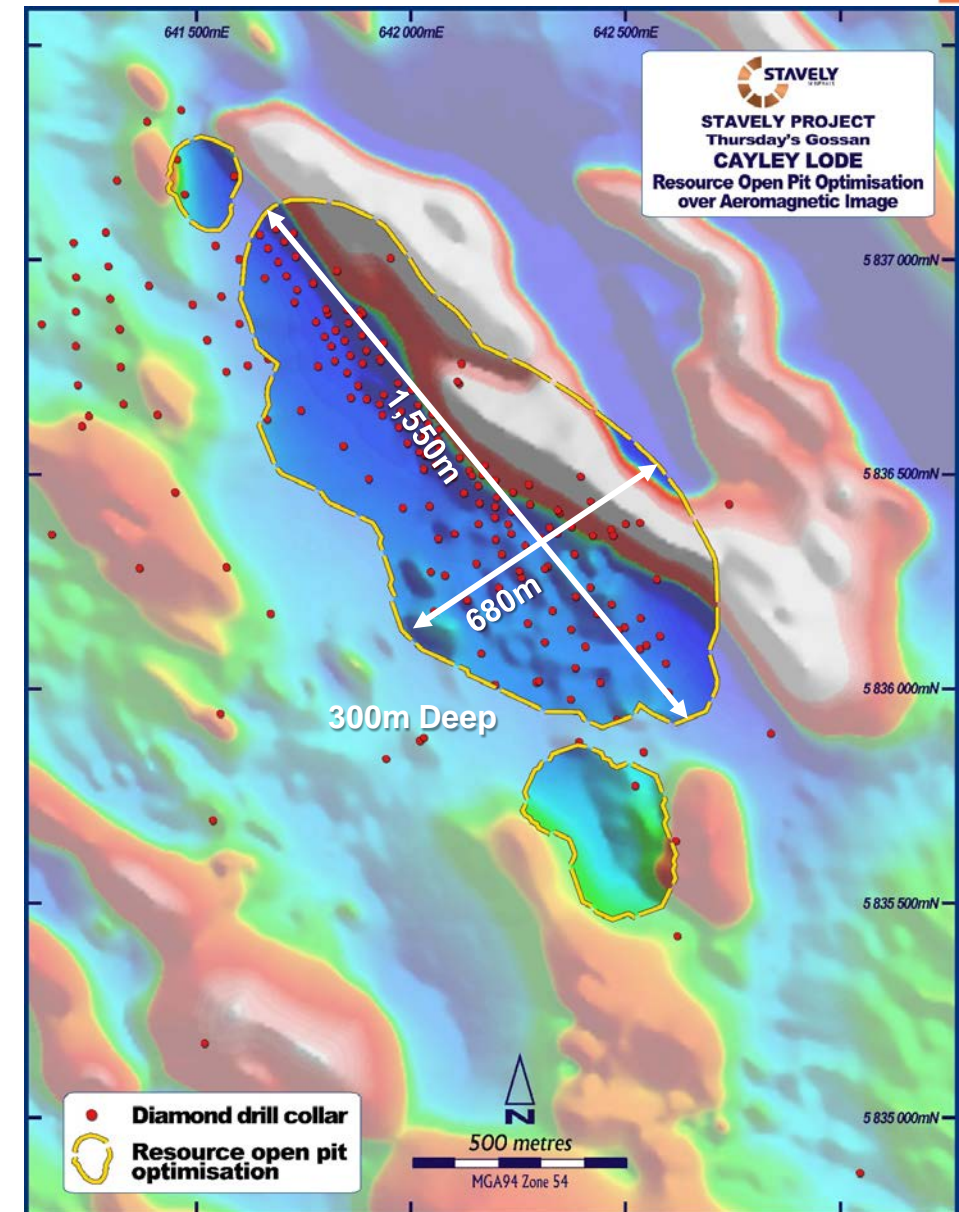 641 500mE
642 000mE
642 500mE
STAVELY
MINERALS
STAVELY PROJECT
Thursday's Gossan
CAYLEY LODE
Resource Open Pit Optimisation
over Aeromagnetic Image
5 837 000mN
1,550m
5 836 500mN
680m
5 836 000mN
300m Deep
5 835 500mN
5 835 000mN
Diamond drill collar
Resource open pit
optimisation
N
500 metres
MGA94 Zone 54